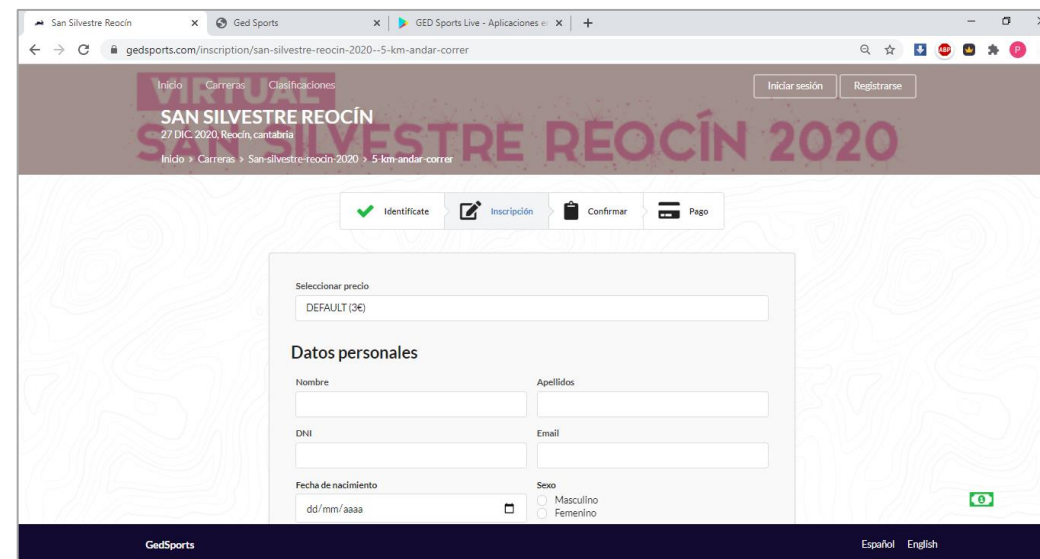 San Silvestre Reocín
Ged Sports
GED Sports Live - Aplicaciones e
gedsports.com/inscription/san-silvestre-reocin-2020--5-km-andar-correr
ABP
P
Inicio Carreras Clasificaciones
Iniciar sesión Registrarse
VIRTUAL
SAN SILVESTRE REOCÍN 2020
SAN SILVESTRE REOCÍN
27 DIC. 2020, Reocín, cantabria
Inicio > Carreras > San-silvestre-reocin-2020 > 5-km-andar-correr
Identifícate Inscripción Confirmar Pago
Seleccionar precio
DEFAULT (3€)
Datos personales
Nombre Apellidos
DNI Email
Fecha de nacimiento Sexo
dd/mm/aaaa
Masculino
Femenino
GedSports Español English